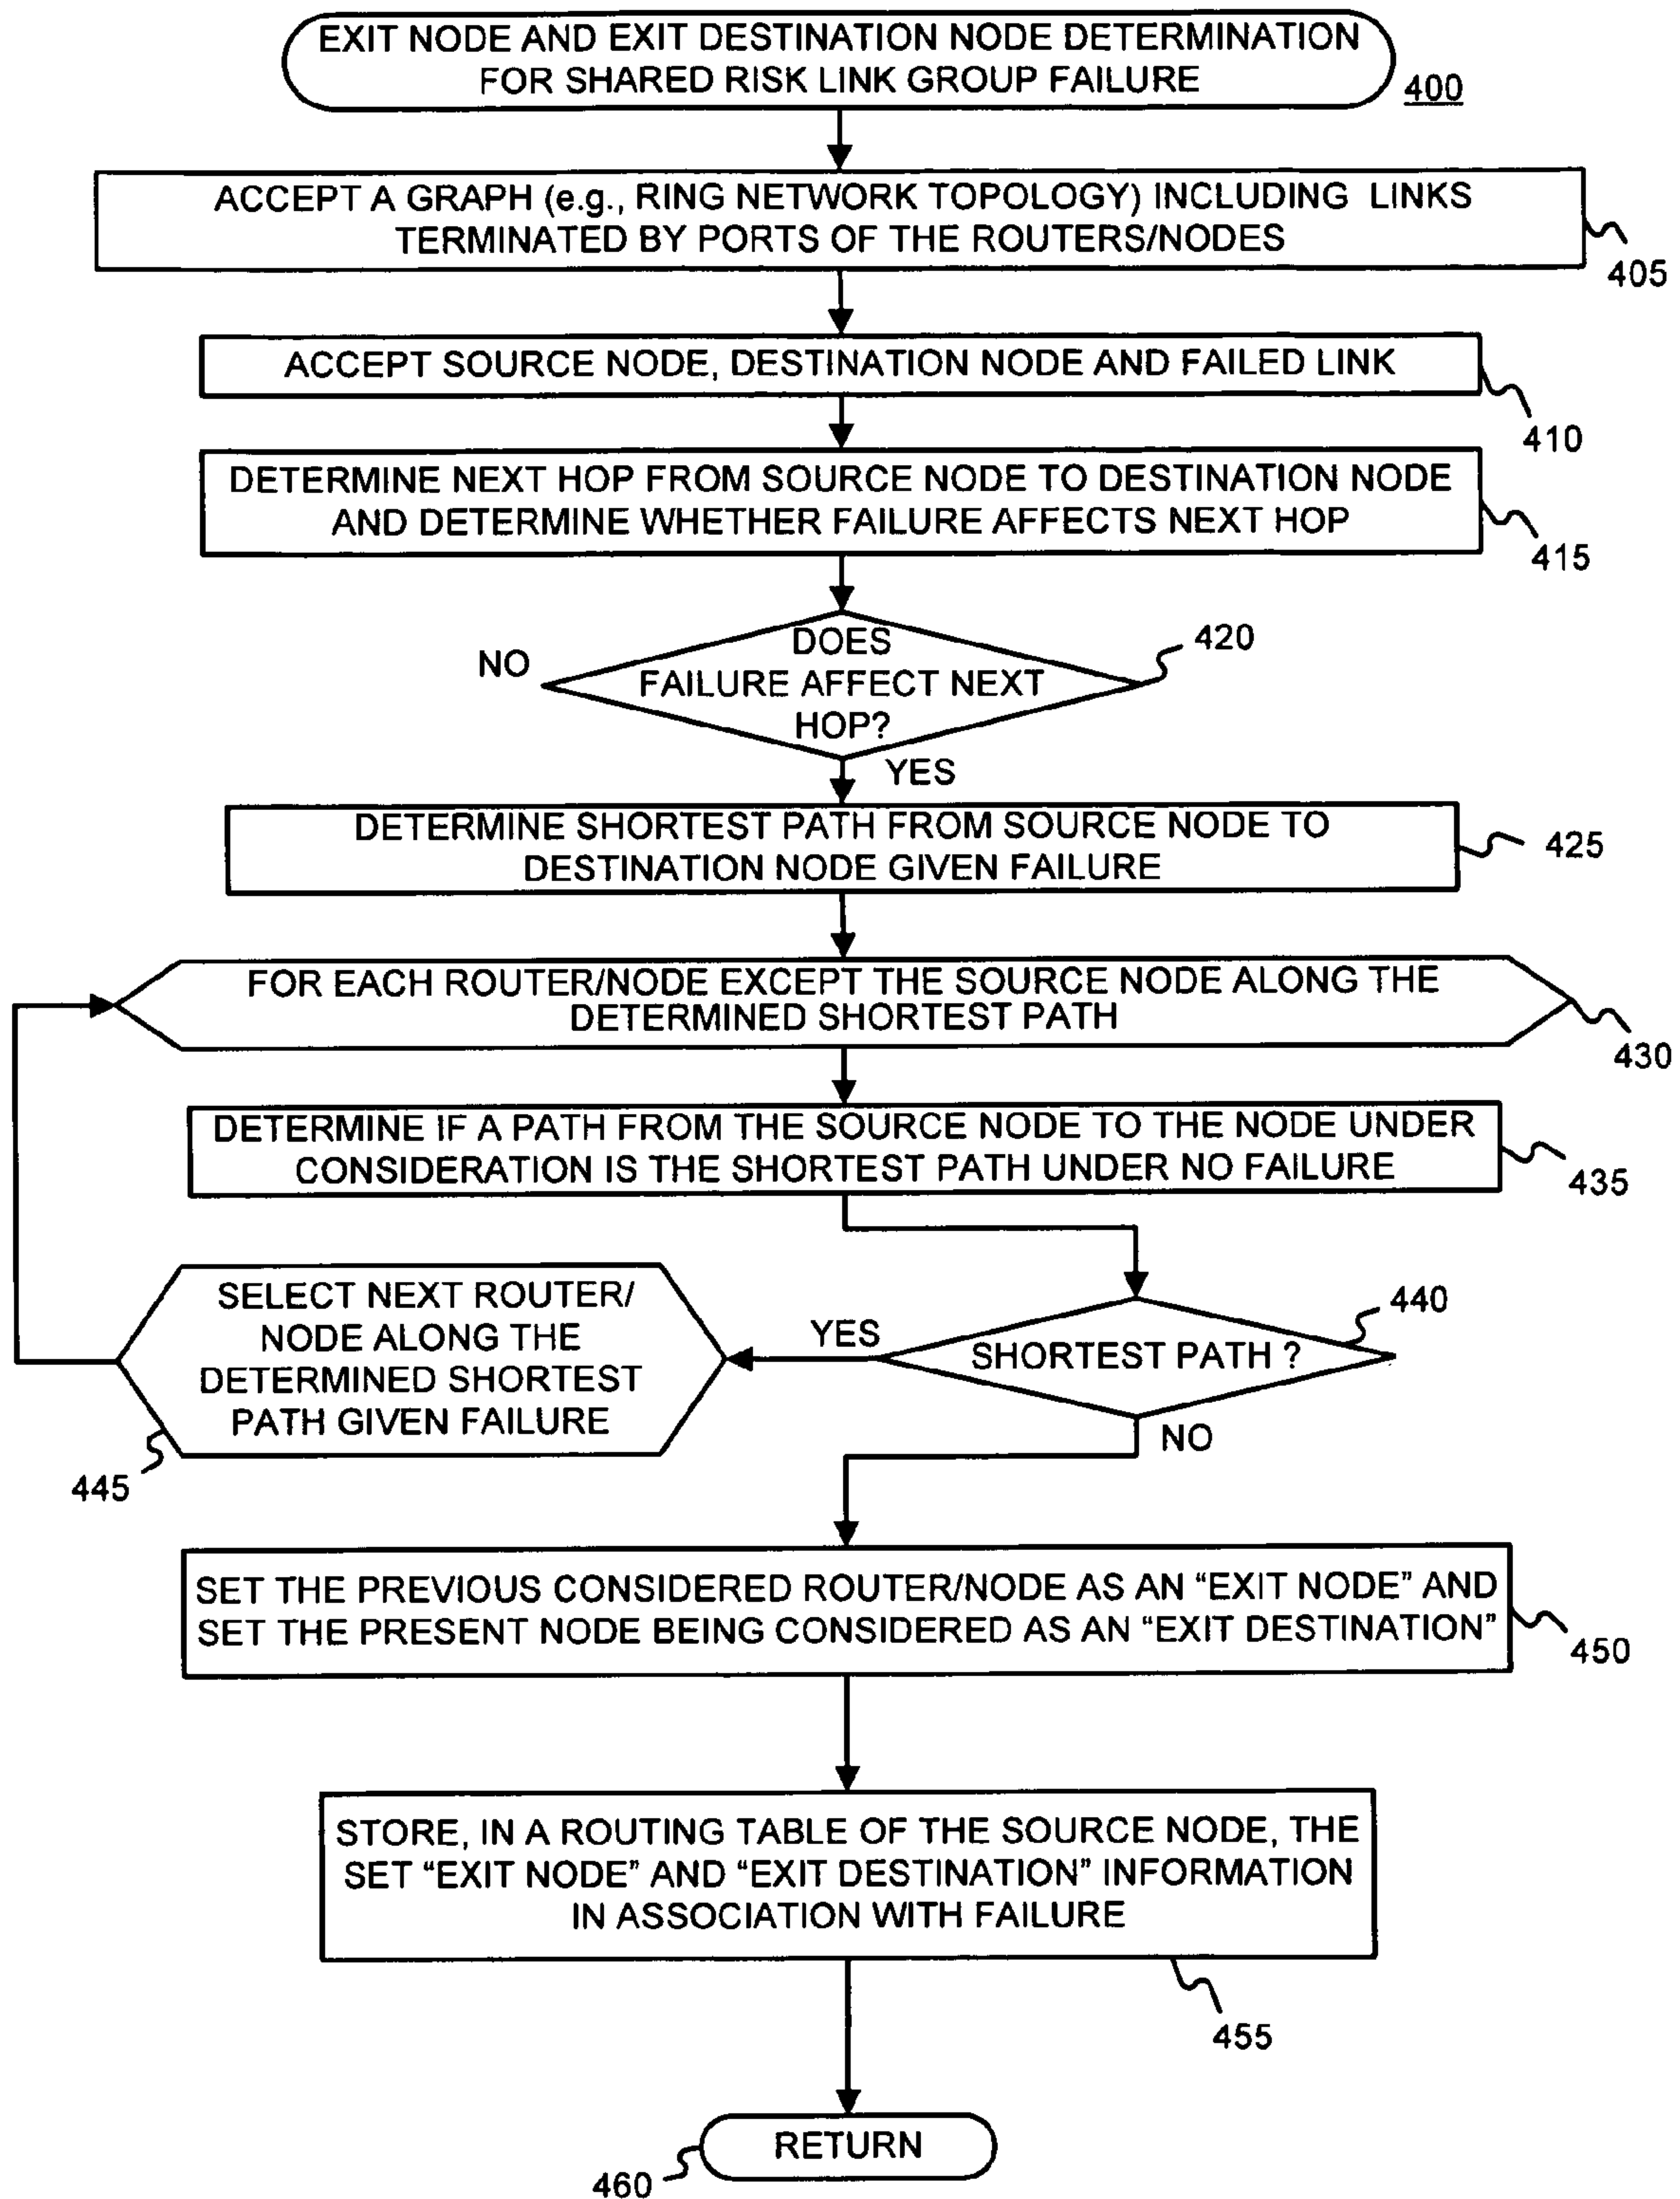 EXIT NODE AND EXIT DESTINATION NODE DETERMINATION
FOR SHARED RISK LINK GROUP FAILURE
400
ACCEPT A GRAPH (e.g., RING NETWORK TOPOLOGY) INCLUDING LINKS
TERMINATED BY PORTS OF THE ROUTERS/NODES
405
ACCEPT SOURCE NODE, DESTINATION NODE AND FAILED LINK
410
DETERMINE NEXT HOP FROM SOURCE NODE TO DESTINATION NODE
AND DETERMINE WHETHER FAILURE AFFECTS NEXT HOP
415
DOES
FAILURE AFFECT NEXT
HOP?
420
NO
YES
DETERMINE SHORTEST PATH FROM SOURCE NODE TO
DESTINATION NODE GIVEN FAILURE
425
FOR EACH ROUTER/NODE EXCEPT THE SOURCE NODE ALONG THE
DETERMINED SHORTEST PATH
430
DETERMINE IF A PATH FROM THE SOURCE NODE TO THE NODE UNDER
CONSIDERATION IS THE SHORTEST PATH UNDER NO FAILURE
435
SHORTEST PATH ?
440
YES
SELECT NEXT ROUTER/
NODE ALONG THE
DETERMINED SHORTEST
PATH GIVEN FAILURE
445
NO
SET THE PREVIOUS CONSIDERED ROUTER/NODE AS AN “EXIT NODE” AND
SET THE PRESENT NODE BEING CONSIDERED AS AN “EXIT DESTINATION”
450
STORE, IN A ROUTING TABLE OF THE SOURCE NODE, THE
SET “EXIT NODE” AND “EXIT DESTINATION” INFORMATION
IN ASSOCIATION WITH FAILURE
455
RETURN
460